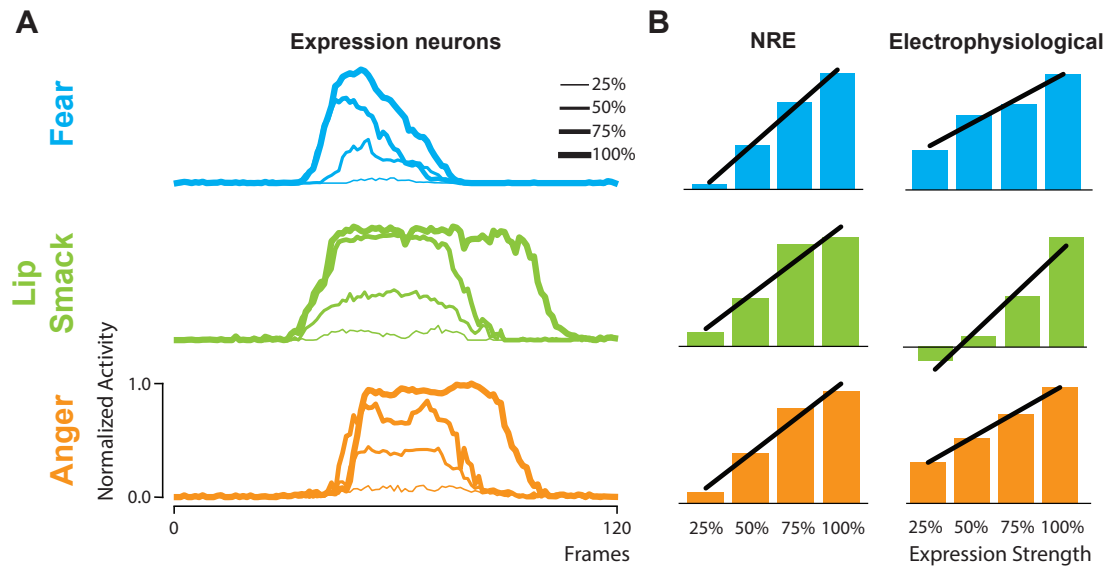 A
Expression neurons
Fear
25%
50%
75%
100%
Lip
Smack
Anger
Normalized Activity
1.0
0.0
0
120
Frames
B
NRE
Electrophysiological
25% 50% 75% 100%
25% 50% 75% 100%
Expression Strength